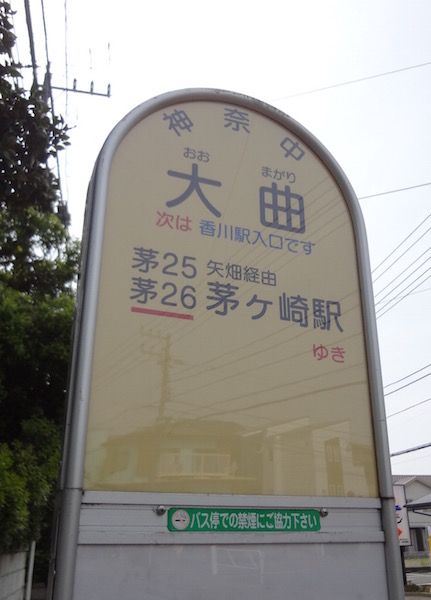 神奈中
おお まがり
大曲
次は 香川駅入口です
茅25 矢畑経由
茅26 茅ヶ崎駅
ゆき
バス停での禁煙にご協力下さい